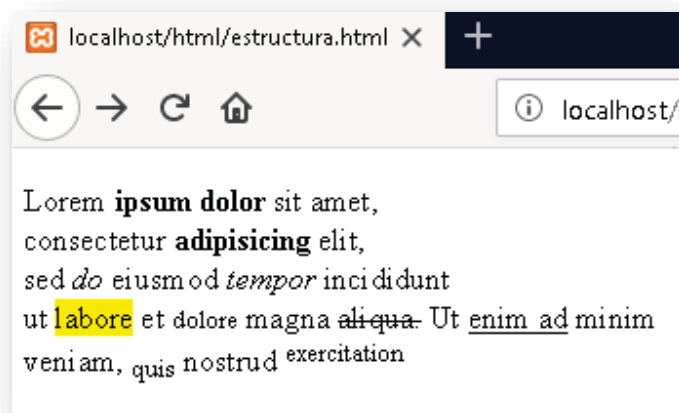 localhost/html/estructura.html
localhost/
Lorem ipsum dolor sit amet,
consectetur adipisicing elit,
sed do eiusmod tempor incididunt
ut labore et dolore magna aliqua. Ut enim ad minim
veniam, quis nostrud exercitation